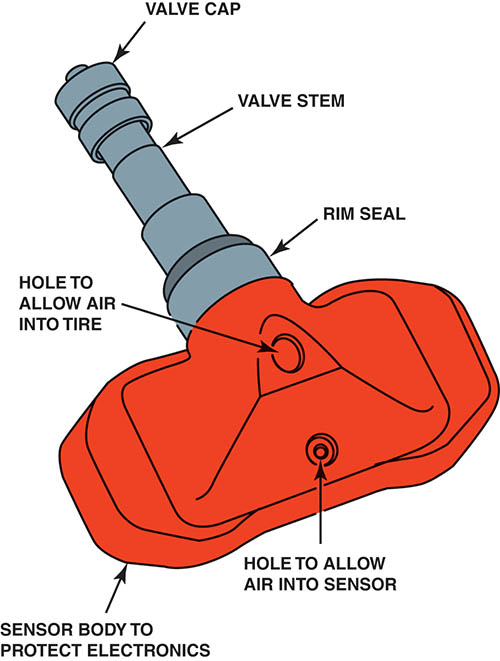 VALVE CAP
VALVE STEM
RIM SEAL
HOLE TO
ALLOW AIR
INTO TIRE
HOLE TO ALLOW
AIR INTO SENSOR
SENSOR BODY TO
PROTECT ELECTRONICS